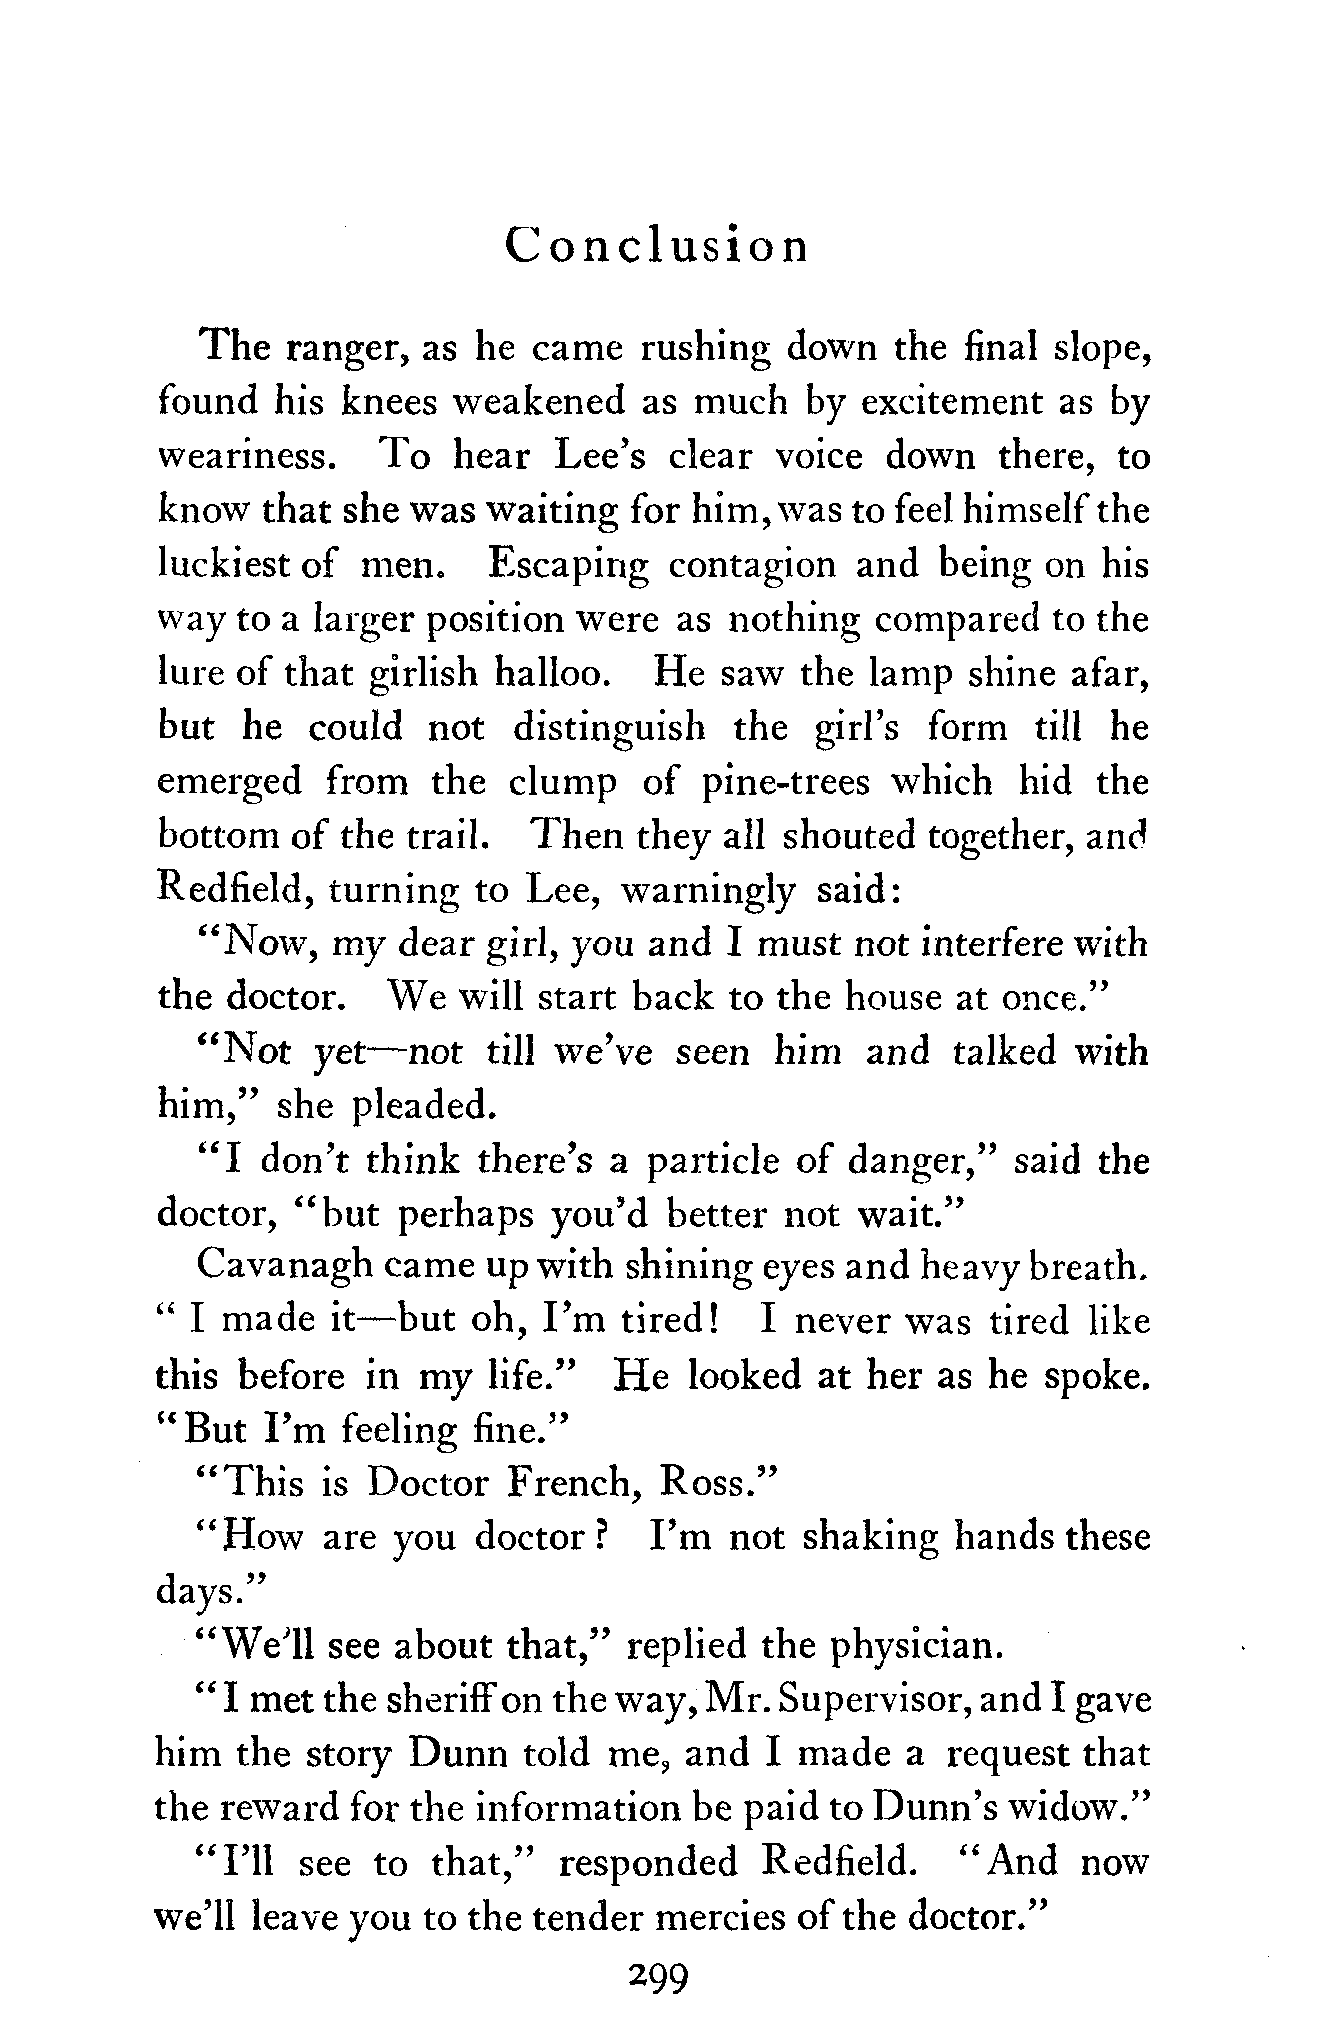 Conclusion
The ranger, as he came rushing down the final slope,
found his knees weakened as much by excitement as by
weariness. To hear Lee's clear voice down there, to
know that she was waiting for him, was to feel himself the
luckiest of men. Escaping contagion and being on his
way to a larger position were as nothing compared to the
lure of that girlish halloo. He saw the lamp shine afar,
but he could not distinguish the girl's form till he
emerged from the clump of pine-trees which hid the
bottom of the trail. Then they all shouted together, and
Redfield, turning to Lee, warningly said:
"Now, my dear girl, you and I must not interfere with
the doctor. We will start back to the house at once."
"Not yet—not till we've seen him and talked with
him," she pleaded.
"I don't think there's a particle of danger," said the
doctor, "but perhaps you'd better not wait."
Cavanagh came up with shining eyes and heavy breath.
" I made it—but oh, I'm tired! I never was tired like
this before in my life." He looked at her as he spoke.
"But I'm feeling fine."
"This is Doctor French, Ross."
"How are you doctor? I'm not shaking hands these
days."
"We'll see about that," replied the physician.
"I met the sheriff on the way, Mr. Supervisor, and I gave
him the story Dunn told me, and I made a request that
the reward for the information be paid to Dunn's widow."
"I'll see to that," responded Redfield. "And now
we'll leave you to the tender mercies of the doctor."
299